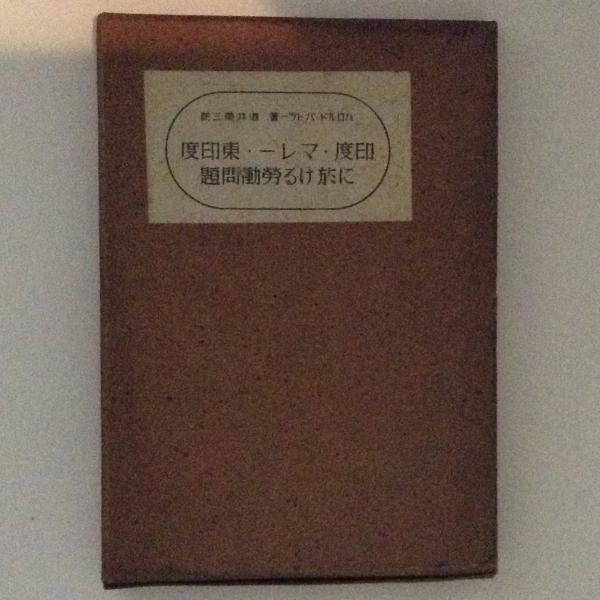 ハロルド・バトラー著
印度・マレー・東印度
に於ける勞働問題